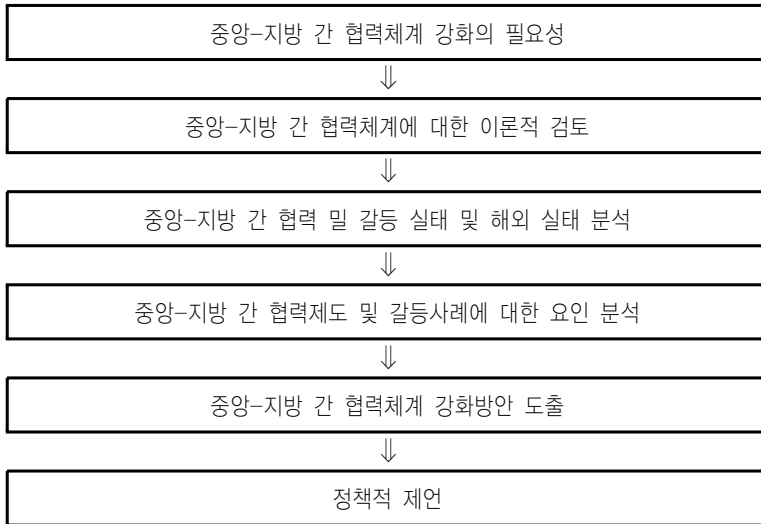 중앙–지방 간 협력체계 강화의 필요성
⇓
중앙–지방 간 협력체계에 대한 이론적 검토
⇓
중앙–지방 간 협력 밀 갈등 실태 및 해외 실태 분석
⇓
중앙–지방 간 협력제도 및 갈등사례에 대한 요인 분석
⇓
중앙–지방 간 협력체계 강화방안 도출
⇓
정책적 제언